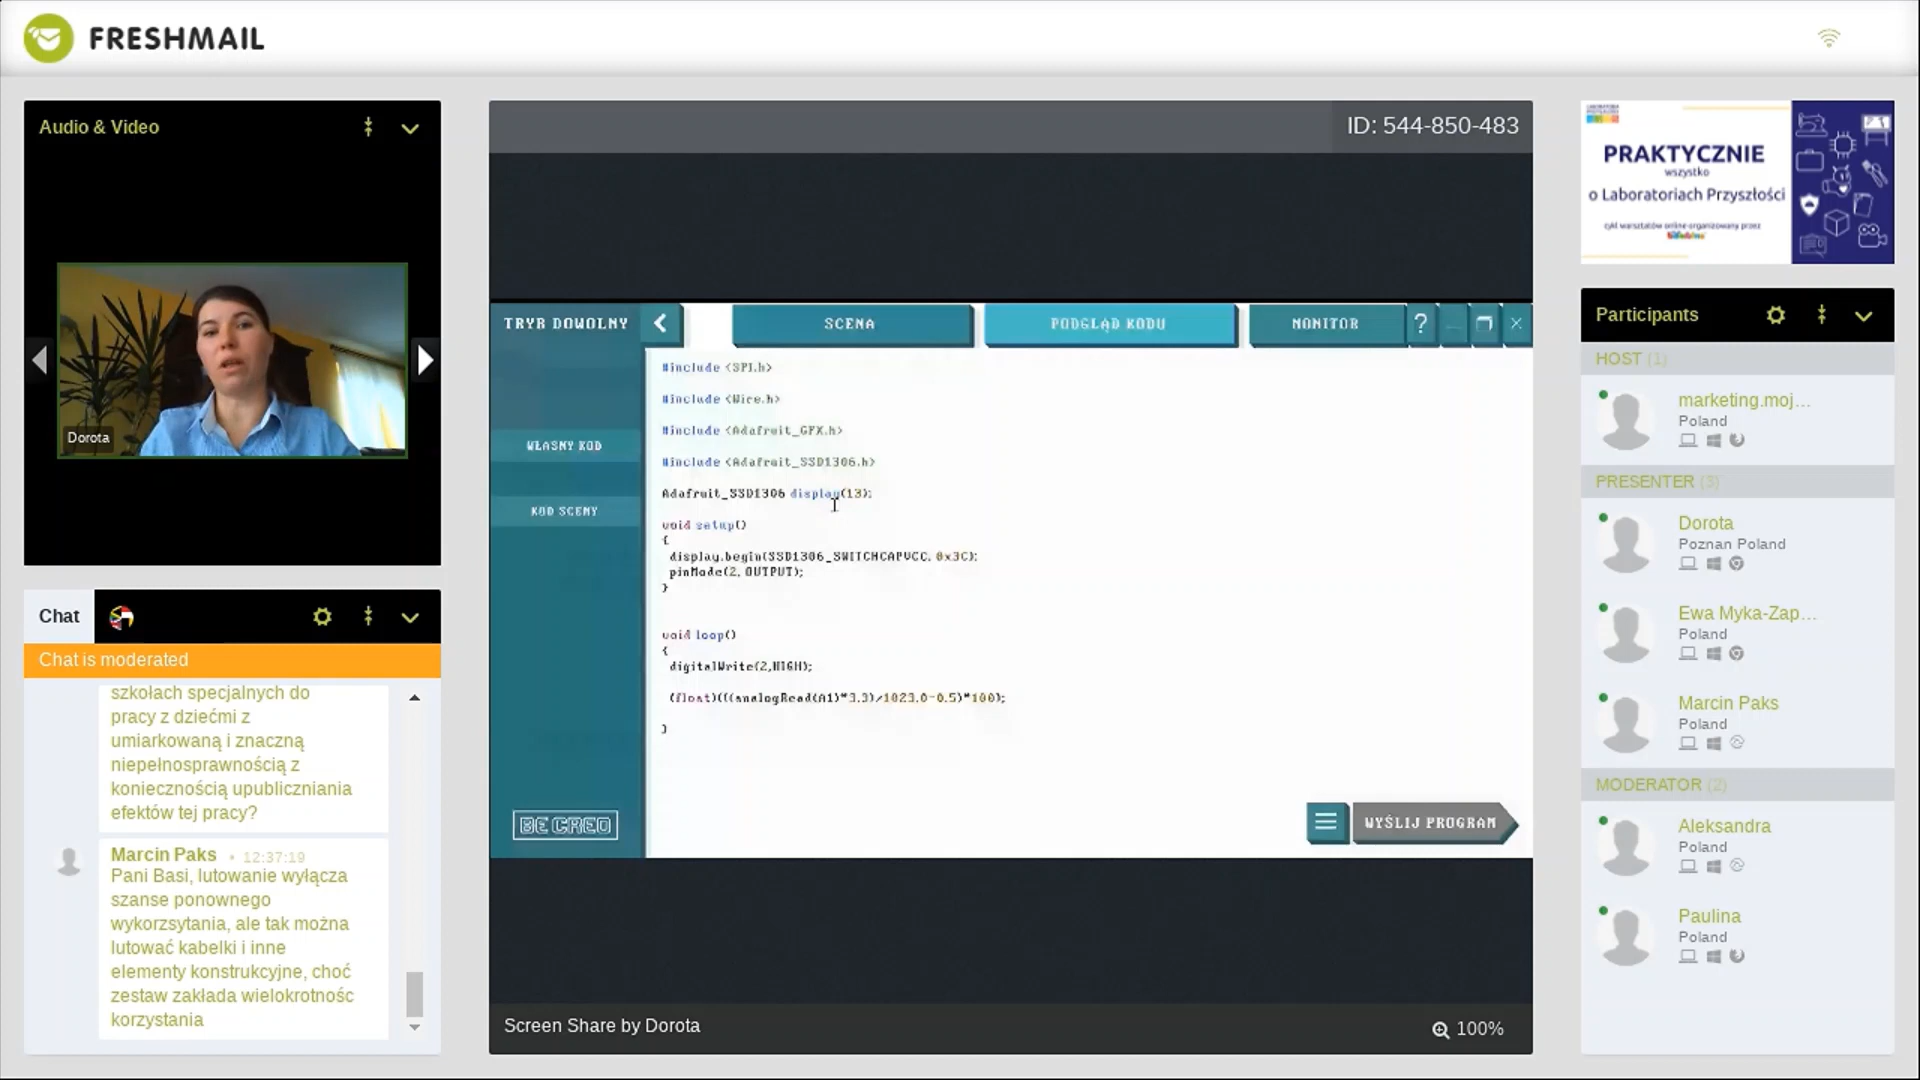 FRESHMAIL
Audio & Video
Dorota
Chat
Chat is moderated
szkołach specjalnych do
pracy z dziećmi z
umiarkowaną i znaczną
niepełnosprawnością z
koniecznością upubliczniania
efektów tej pracy?
Marcin Paks • 12:37:19
Pani Basi, lutowanie wyłącza
szanse ponownego
wykorzsytania, ale tak można
lutować kabelki i inne
elementy konstrukcyjne, choć
zestaw zakłada wielokrotnośc
korzystania
ID: 544-850-483
TRYB DOWOLNY
SCENA
PODGLĄD KODU
MONITOR
?
WŁASNY KOD
KOD SCENY
BE CREO
#include <SPI.h>
#include <Wire.h>
#include <Adafruit_GFX.h>
#include <Adafruit_SSD1306.h>
Adafruit_SSD1306 display(13);
void setup()
{
display.begin(SSD1306_SWITCHCAPVCC, 0x3C);
pinMode(2, OUTPUT);
}
void loop()
{
digitalWrite(2,HIGH);
(float)(((analogRead(A1)*3.3)/1023.0-0.5)*100);
}
WYŚLIJ PROGRAM
Screen Share by Dorota
100%
PRAKTYCZNIE
wszystko
o Laboratoriach Przyszłości
cykl warsztatów online organizowany przez
Participants
HOST (1)
marketing.moj...
Poland
PRESENTER (3)
Dorota
Poznan Poland
Ewa Myka-Zap...
Poland
Marcin Paks
Poland
MODERATOR (2)
Aleksandra
Poland
Paulina
Poland